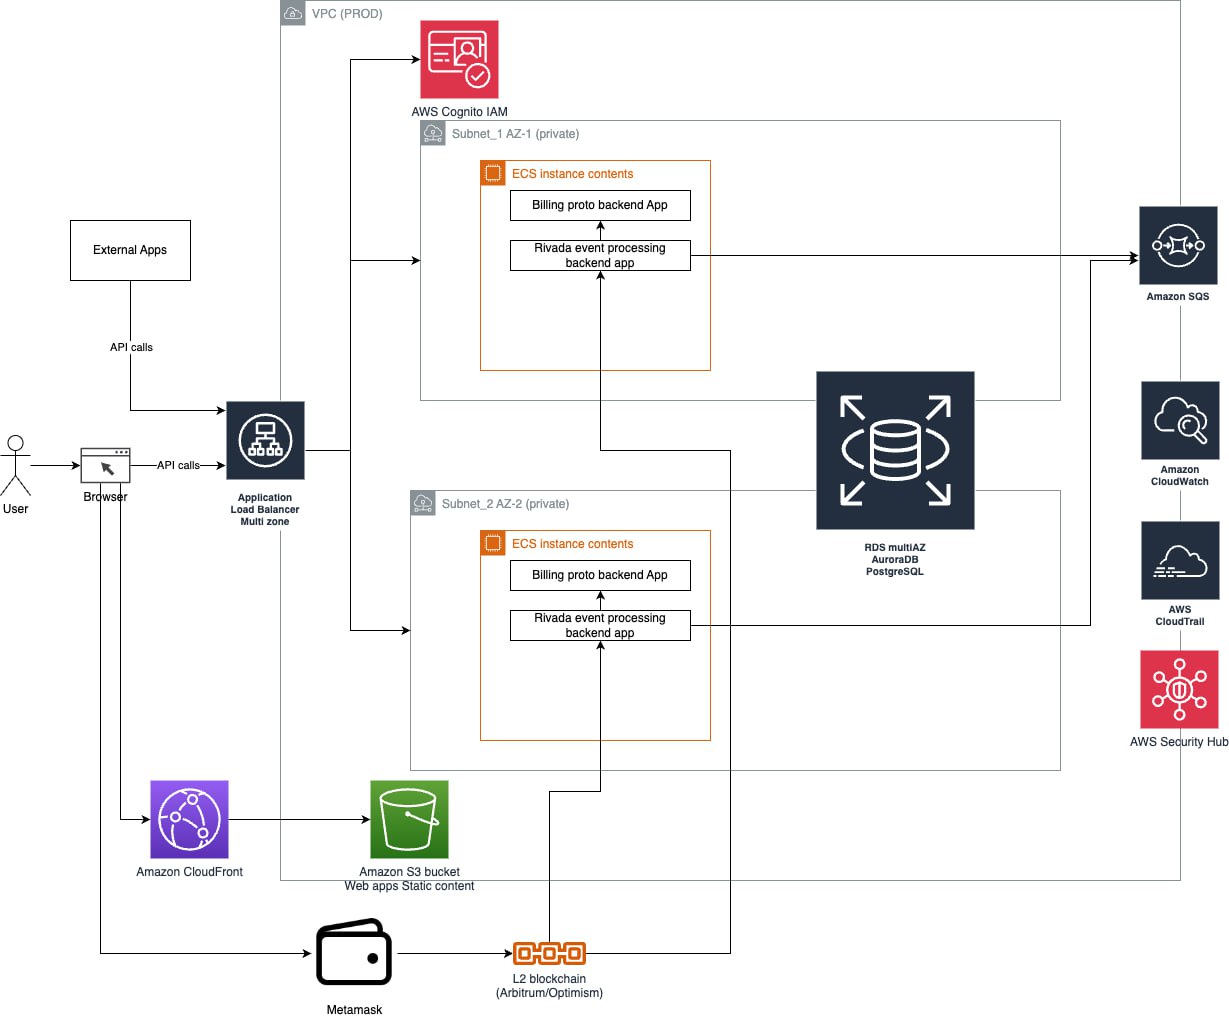 VPC (PROD)
AWS Cognito IAM
Subnet_1 AZ-1 (private)
ECS instance contents
Billing proto backend App
Rivada event processing
backend app
External Apps
API calls
Amazon SQS
User
Browser
API calls
Application
Load Balancer
Multi zone
Amazon
CloudWatch
Subnet_2 AZ-2 (private)
ECS instance contents
Billing proto backend App
Rivada event processing
backend app
RDS multiAZ
AuroraDB
PostgreSQL
AWS
CloudTrail
AWS Security Hub
Amazon CloudFront
Amazon S3 bucket
Web apps Static content
Metamask
L2 blockchain
(Arbitrum/Optimism)